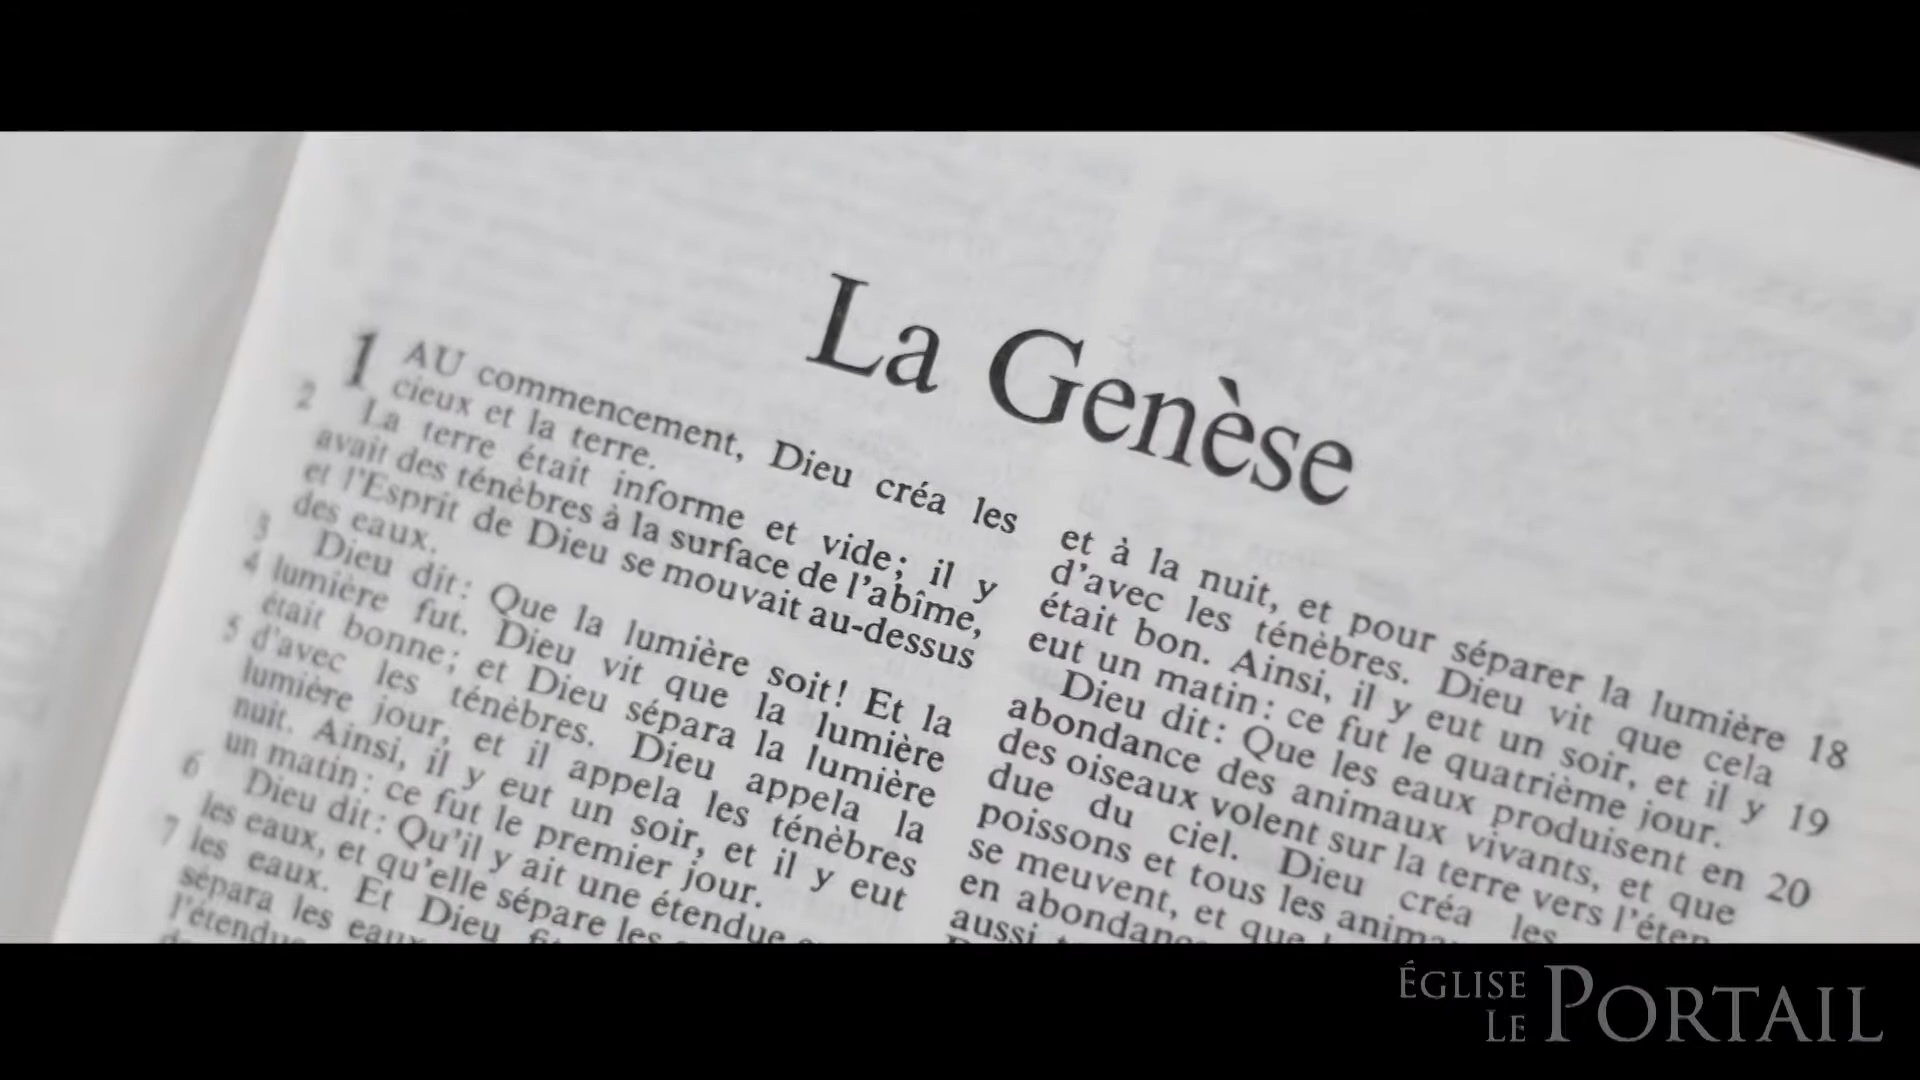 La Genèse
1 AU commencement, Dieu créa les
cieux et la terre.
2 La terre était informe et vide; il y
avait des ténèbres à la surface de l'abîme,
et l'Esprit de Dieu se mouvait au-dessus
des eaux.
3 Dieu dit: Que la lumière soit! Et la
4 lumière fut. Dieu vit que la lumière
était bonne; et Dieu sépara la lumière
5 d'avec les ténèbres. Dieu appela la
lumière jour, et il appela les ténèbres
nuit. Ainsi, il y eut un soir, et il y eut
un matin: ce fut le premier jour.
6 Dieu dit: Qu'il y ait une étendue
les eaux, et qu'elle sépare les
7 les eaux. Et Dieu
sépara les eaux
l'étendue
et à la nuit, et pour séparer la lumière 18
d'avec les ténèbres. Dieu vit que cela
était bon. Ainsi, il y eut un soir, et il y 19
eut un matin: ce fut le quatrième jour.
Dieu dit: Que les eaux produisent en 20
abondance des animaux vivants, et que
des oiseaux volent sur la terre vers l'éten
due du ciel. Dieu créa les
poissons et tous les anim
se meuvent, et que
en abondan
aussi
ÉGLISE
LE PORTAIL